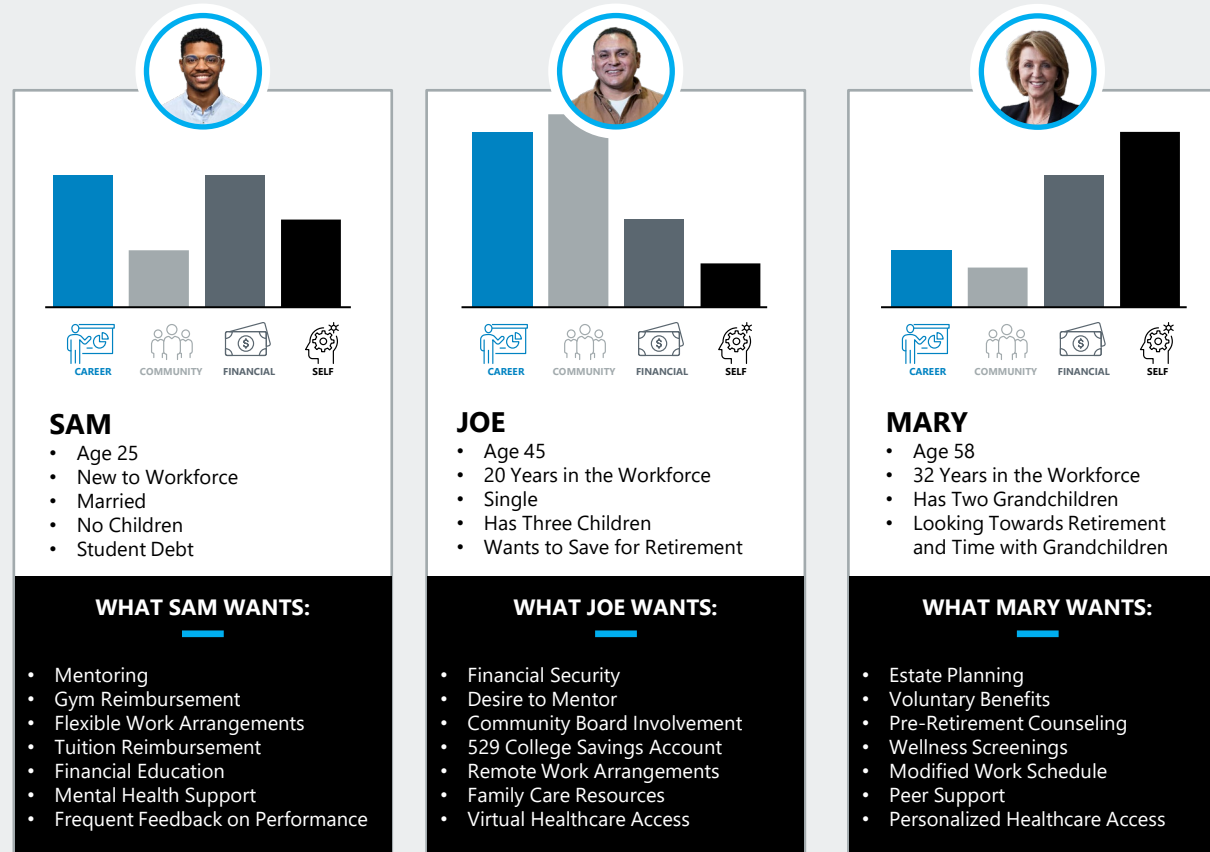 CAREER
COMMUNITY
FINANCIAL
SELF
SAM
• Age 25
• New to Workforce
• Married
• No Children
• Student Debt
WHAT SAM WANTS:
• Mentoring
• Gym Reimbursement
• Flexible Work Arrangements
• Tuition Reimbursement
• Financial Education
• Mental Health Support
• Frequent Feedback on Performance
CAREER
COMMUNITY
FINANCIAL
SELF
JOE
• Age 45
• 20 Years in the Workforce
• Single
• Has Three Children
• Wants to Save for Retirement
WHAT JOE WANTS:
• Financial Security
• Desire to Mentor
• Community Board Involvement
• 529 College Savings Account
• Remote Work Arrangements
• Family Care Resources
• Virtual Healthcare Access
CAREER
COMMUNITY
FINANCIAL
SELF
MARY
• Age 58
• 32 Years in the Workforce
• Has Two Grandchildren
• Looking Towards Retirement
and Time with Grandchildren
WHAT MARY WANTS:
• Estate Planning
• Voluntary Benefits
• Pre-Retirement Counseling
• Wellness Screenings
• Modified Work Schedule
• Peer Support
• Personalized Healthcare Access